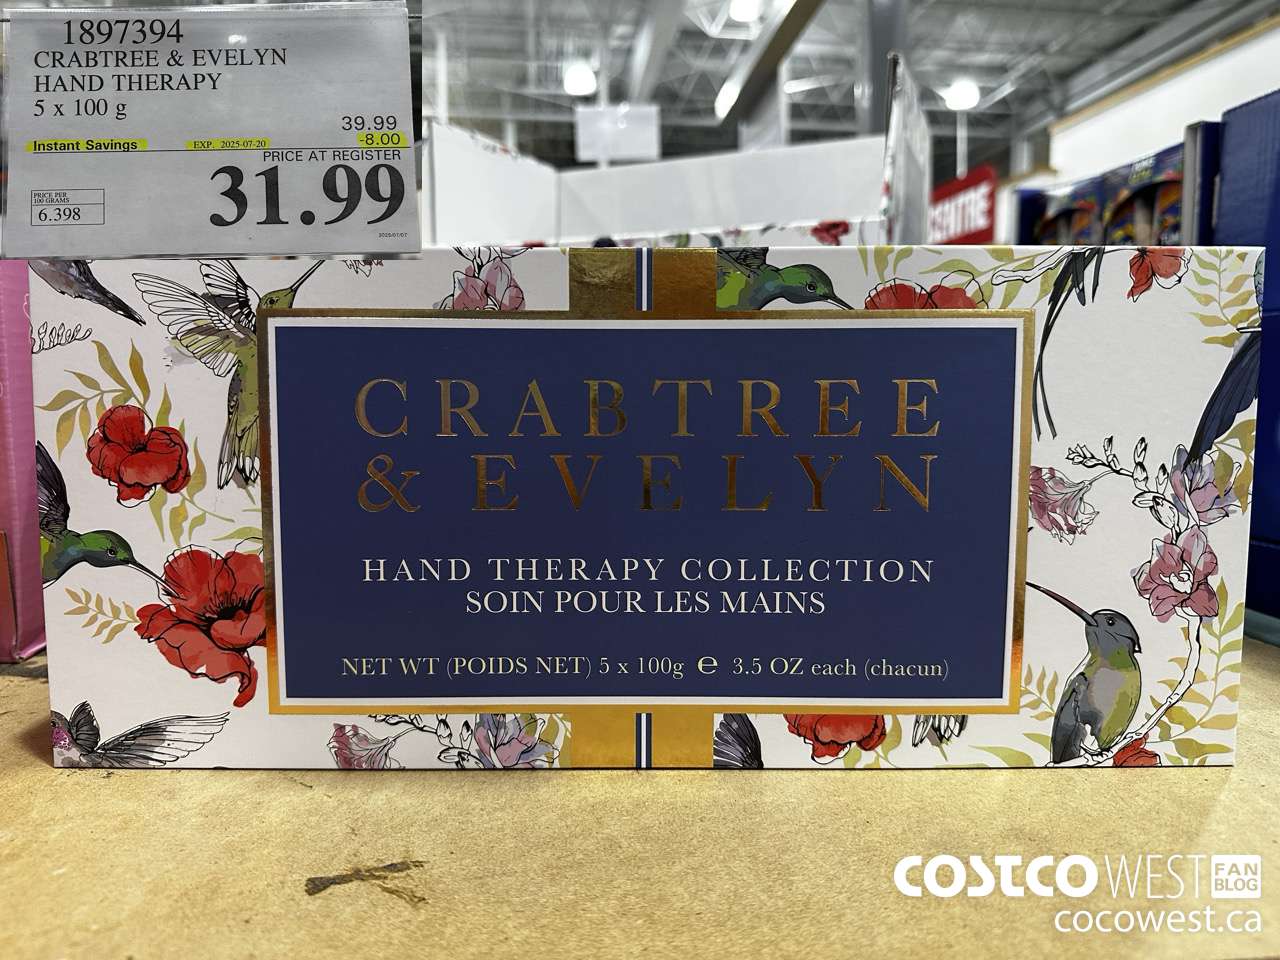 1897394
CRABTREE & EVELYN
HAND THERAPY
5 x 100 g
39.99
Instant Savings EXP. 2025-07-20 -8.00
PRICE AT REGISTER
31.99
PRICE PER
100 GRAMS
6.398
2025/07/07
CRABTREE
& EVELYN
HAND THERAPY COLLECTION
SOIN POUR LES MAINS
NET WT (POIDS NET) 5 x 100g ℮ 3.5 OZ each (chacun)
COSTCO WEST FAN BLOG
cocowest.ca